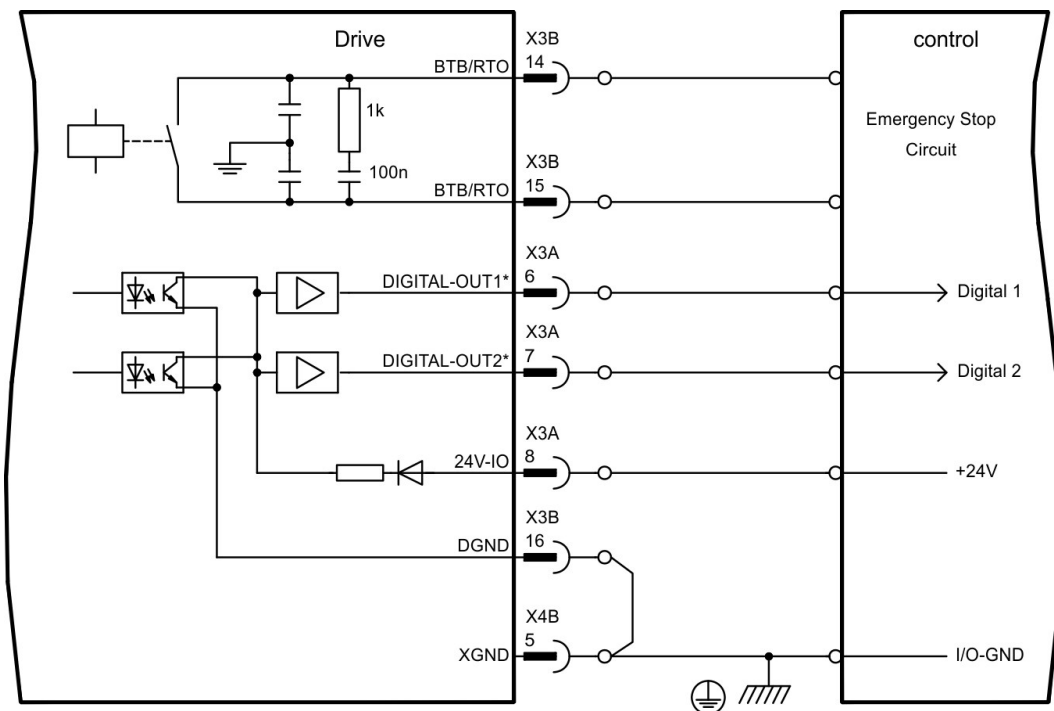 Drive
control
X3B
BTB/RTO
14
1k
Emergency Stop
Circuit
100n
X3B
BTB/RTO
15
X3A
DIGITAL-OUT1*
6
Digital 1
X3A
DIGITAL-OUT2*
7
Digital 2
X3A
24V-IO
8
+24V
X3B
DGND
16
X4B
5
XGND
I/O-GND